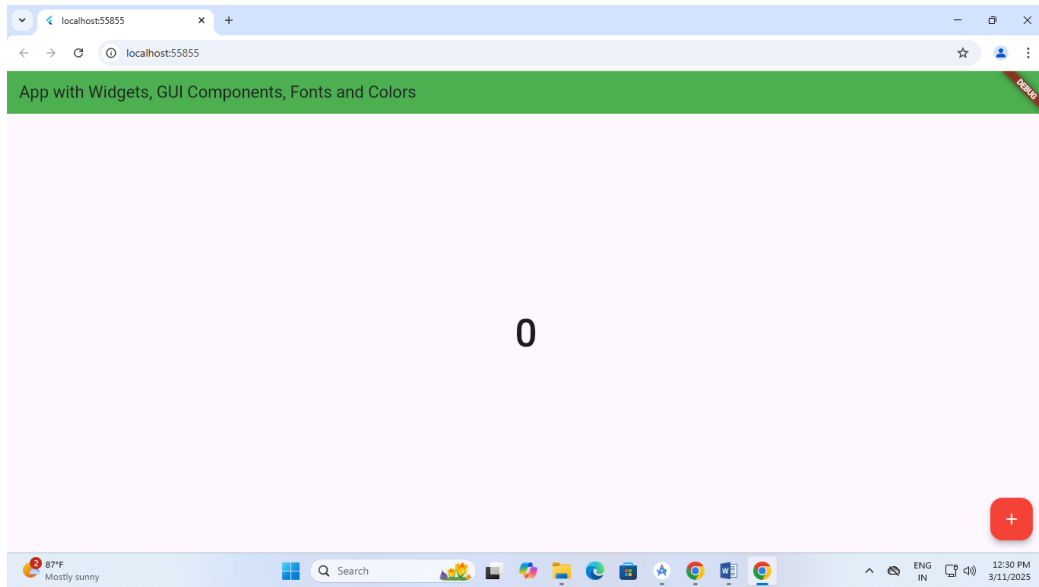 localhost:55855
localhost:55855
App with Widgets, GUI Components, Fonts and Colors
DEBUG
0
+
2
87°F
Mostly sunny
Search
ENG
IN
12:30 PM
3/11/2025